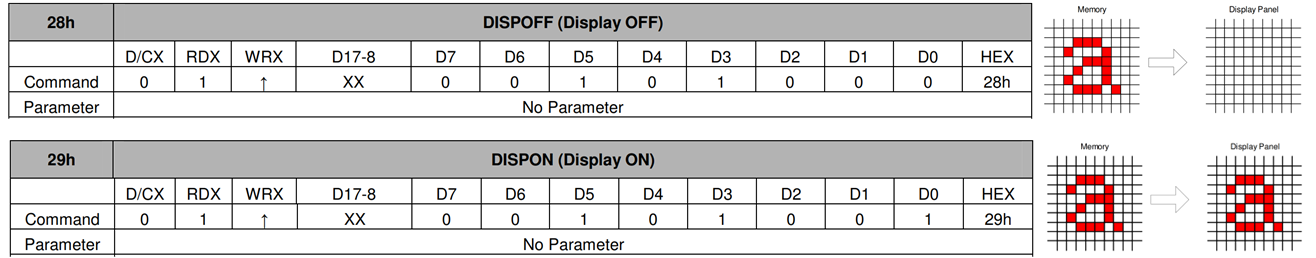 28h DISPOFF (Display OFF)
D/CX RDX WRX D17-8 D7 D6 D5 D4 D3 D2 D1 D0 HEX
Command 0 1 ↑ XX 0 0 1 0 1 0 0 0 28h
Parameter No Parameter
Memory Display Panel
29h DISPON (Display ON)
D/CX RDX WRX D17-8 D7 D6 D5 D4 D3 D2 D1 D0 HEX
Command 0 1 ↑ XX 0 0 1 0 1 0 0 1 29h
Parameter No Parameter
Memory Display Panel